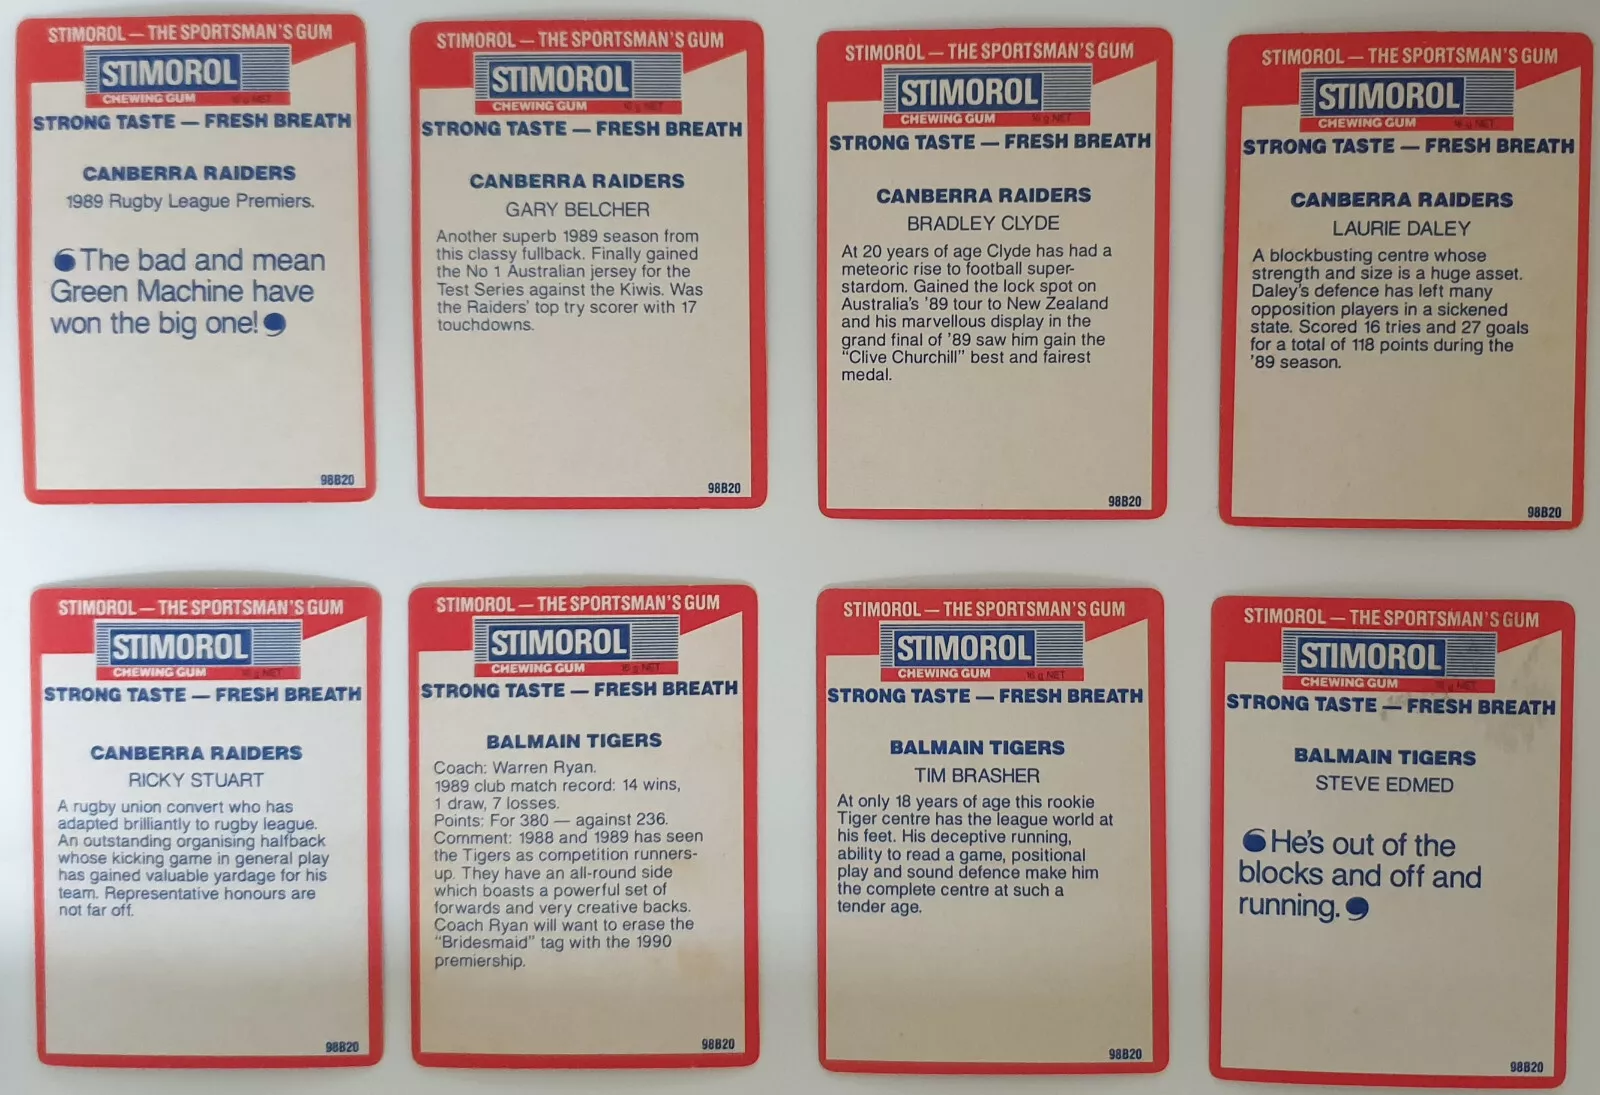 STIMOROL — THE SPORTSMAN'S GUM
STIMOROL
CHEWING GUM 16 g NET
STRONG TASTE — FRESH BREATH
CANBERRA RAIDERS
1989 Rugby League Premiers.
The bad and mean
Green Machine have
won the big one!
98B20
STIMOROL — THE SPORTSMAN'S GUM
STIMOROL
CHEWING GUM 16 g NET
STRONG TASTE — FRESH BREATH
CANBERRA RAIDERS
GARY BELCHER
Another superb 1989 season from
this classy fullback. Finally gained
the No 1 Australian jersey for the
Test Series against the Kiwis. Was
the Raiders' top try scorer with 17
touchdowns.
98B20
STIMOROL — THE SPORTSMAN'S GUM
STIMOROL
CHEWING GUM 16 g NET
STRONG TASTE — FRESH BREATH
CANBERRA RAIDERS
BRADLEY CLYDE
At 20 years of age Clyde has had a
meteoric rise to football super-
stardom. Gained the lock spot on
Australia's '89 tour to New Zealand
and his marvellous display in the
grand final of '89 saw him gain the
"Clive Churchill" best and fairest
medal.
98B20
STIMOROL — THE SPORTSMAN'S GUM
STIMOROL
CHEWING GUM 16 g NET
STRONG TASTE — FRESH BREATH
CANBERRA RAIDERS
LAURIE DALEY
A blockbusting centre whose
strength and size is a huge asset.
Daley's defence has left many
opposition players in a sickened
state. Scored 16 tries and 27 goals
for a total of 118 points during the
'89 season.
98B20
STIMOROL — THE SPORTSMAN'S GUM
STIMOROL
CHEWING GUM 16 g NET
STRONG TASTE — FRESH BREATH
CANBERRA RAIDERS
RICKY STUART
A rugby union convert who has
adapted brilliantly to rugby league.
An outstanding organising halfback
whose kicking game in general play
has gained valuable yardage for his
team. Representative honours are
not far off.
98B20
STIMOROL — THE SPORTSMAN'S GUM
STIMOROL
CHEWING GUM 16 g NET
STRONG TASTE — FRESH BREATH
BALMAIN TIGERS
Coach: Warren Ryan.
1989 club match record: 14 wins,
1 draw, 7 losses.
Points: For 380 — against 236.
Comment: 1988 and 1989 has seen
the Tigers as competition runners-
up. They have an all-round side
which boasts a powerful set of
forwards and very creative backs.
Coach Ryan will want to erase the
"Bridesmaid" tag with the 1990
premiership.
98B20
STIMOROL — THE SPORTSMAN'S GUM
STIMOROL
CHEWING GUM 16 g NET
STRONG TASTE — FRESH BREATH
BALMAIN TIGERS
TIM BRASHER
At only 18 years of age this rookie
Tiger centre has the league world at
his feet. His deceptive running,
ability to read a game, positional
play and sound defence make him
the complete centre at such a
tender age.
98B20
STIMOROL — THE SPORTSMAN'S GUM
STIMOROL
CHEWING GUM 16 g NET
STRONG TASTE — FRESH BREATH
BALMAIN TIGERS
STEVE EDMED
He's out of the
blocks and off and
running.
98B20